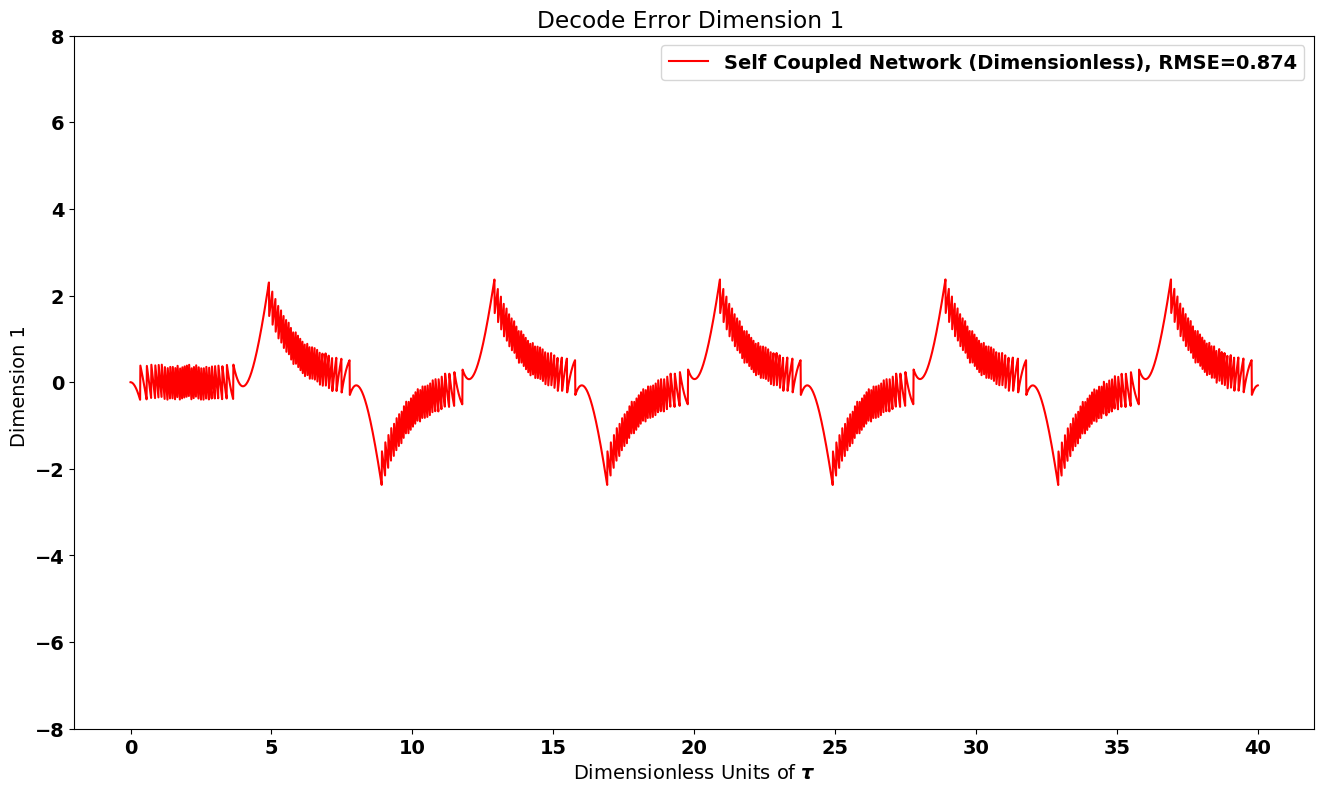 Decode Error Dimension 1
Self Coupled Network (Dimensionless), RMSE=0.874
Dimension 1
8
6
4
2
0
−2
−4
−6
−8
0 5 10 15 20 25 30 35 40
Dimensionless Units of τ